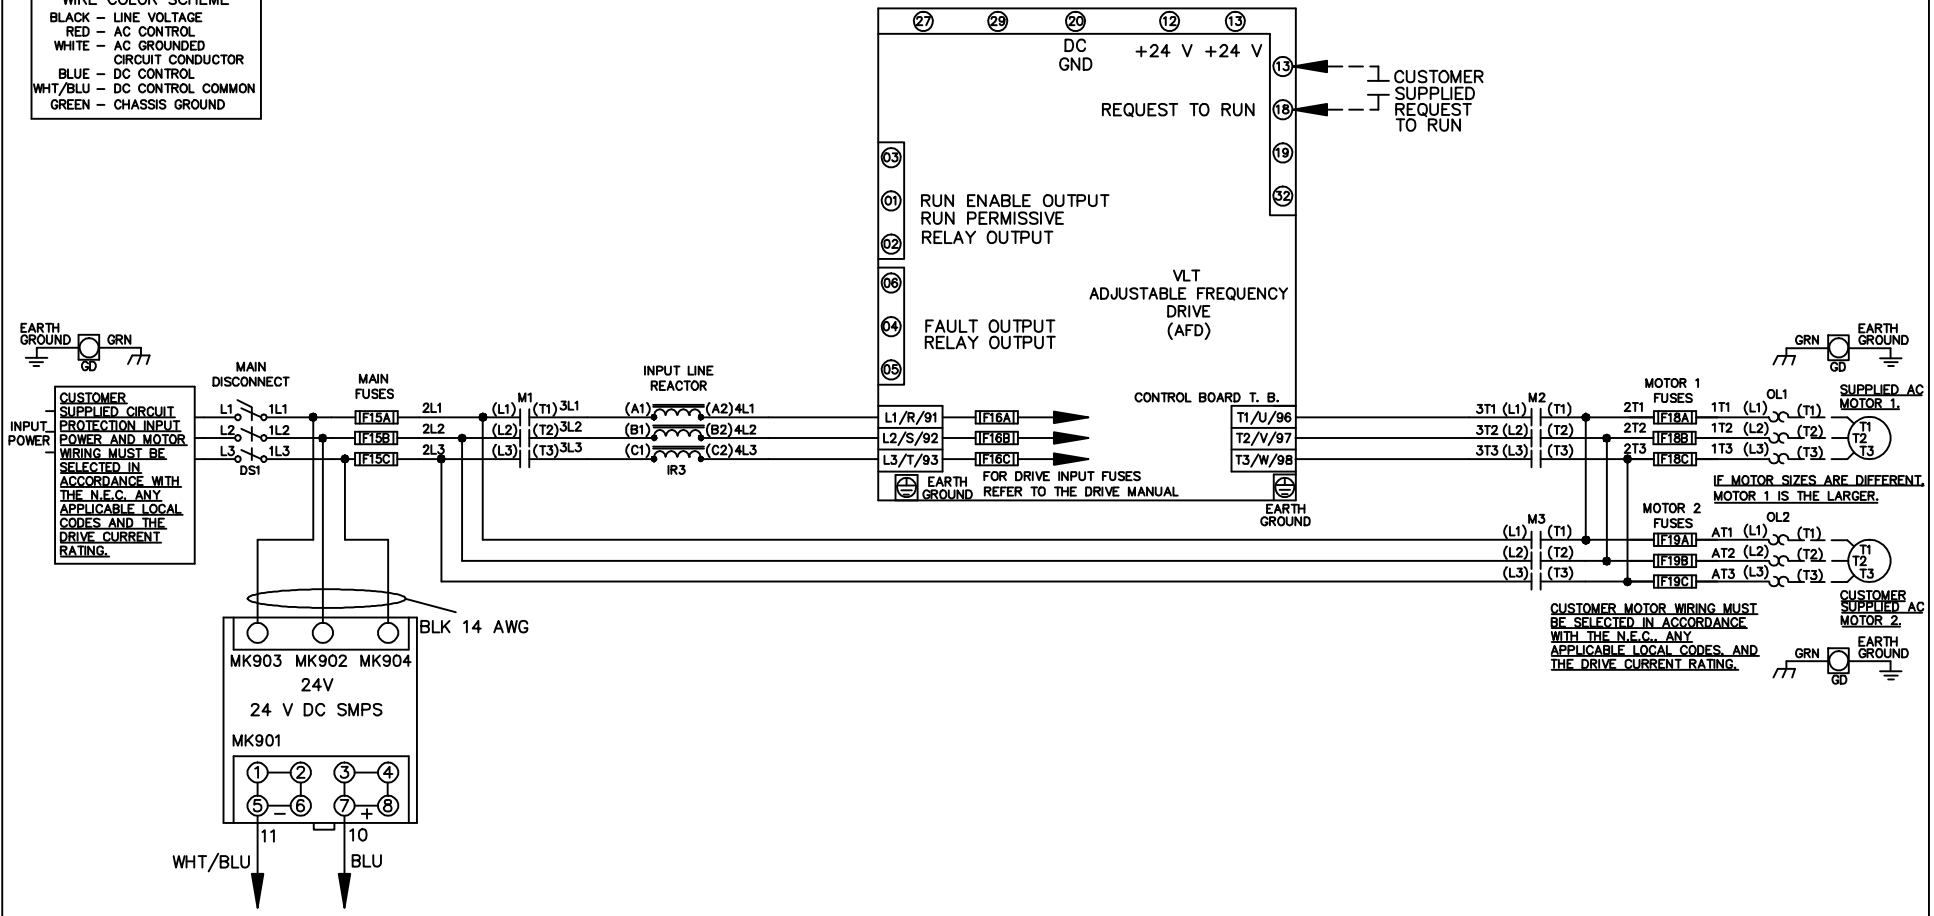 WIRE COLOR SCHEME
BLACK – LINE VOLTAGE
RED – AC CONTROL
WHITE – AC GROUNDED
CIRCUIT CONDUCTOR
BLUE – DC CONTROL
WHT/BLU – DC CONTROL COMMON
GREEN – CHASSIS GROUND
27 29 20 12 13
DC
GND
+24 V +24 V
13
REQUEST TO RUN 18
19
32
CUSTOMER
SUPPLIED
REQUEST
TO RUN
03
01
02
RUN ENABLE OUTPUT
RUN PERMISSIVE
RELAY OUTPUT
06
04
05
FAULT OUTPUT
RELAY OUTPUT
VLT
ADJUSTABLE FREQUENCY
DRIVE
(AFD)
CONTROL BOARD T. B.
L1/R/91 F16A T1/U/96
L2/S/92 F16B T2/V/97
L3/T/93 F16C T3/W/98
EARTH
GROUND
FOR DRIVE INPUT FUSES
REFER TO THE DRIVE MANUAL
EARTH
GROUND
EARTH
GROUND
GRN
GD
INPUT
POWER
CUSTOMER
SUPPLIED CIRCUIT
PROTECTION INPUT
POWER AND MOTOR
WIRING MUST BE
SELECTED IN
ACCORDANCE WITH
THE N.E.C. ANY
APPLICABLE LOCAL
CODES AND THE
DRIVE CURRENT
RATING.
MAIN
DISCONNECT
L1 1L1
L2 1L2
L3 1L3
DS1
MAIN
FUSES
F15A 2L1
F15B 2L2
F15C 2L3
M1
(L1) (T1) 3L1
(L2) (T2) 3L2
(L3) (T3) 3L3
INPUT LINE
REACTOR
(A1) (A2) 4L1
(B1) (B2) 4L2
(C1) (C2) 4L3
IR3
M2
3T1 (L1) (T1)
3T2 (L2) (T2)
3T3 (L3) (T3)
MOTOR 1
FUSES
2T1 F18A 1T1 (L1) (T1)
2T2 F18B 1T2 (L2) (T2)
2T3 F18C 1T3 (L3) (T3)
OL1
GRN
GD
EARTH
GROUND
SUPPLIED AC
MOTOR 1.
T1
T2
T3
IF MOTOR SIZES ARE DIFFERENT,
MOTOR 1 IS THE LARGER.
M3
(L1) (T1)
(L2) (T2)
(L3) (T3)
MOTOR 2
FUSES
F19A AT1 (L1) (T1)
F19B AT2 (L2) (T2)
F19C AT3 (L3) (T3)
OL2
T1
T2
T3
CUSTOMER
SUPPLIED AC
MOTOR 2.
CUSTOMER MOTOR WIRING MUST
BE SELECTED IN ACCORDANCE
WITH THE N.E.C., ANY
APPLICABLE LOCAL CODES, AND
THE DRIVE CURRENT RATING.
GRN
GD
EARTH
GROUND
BLK 14 AWG
MK903 MK902 MK904
24V
24 V DC SMPS
MK901
1 2 3 4
5 – 6 7 + 8
11 10
WHT/BLU BLU